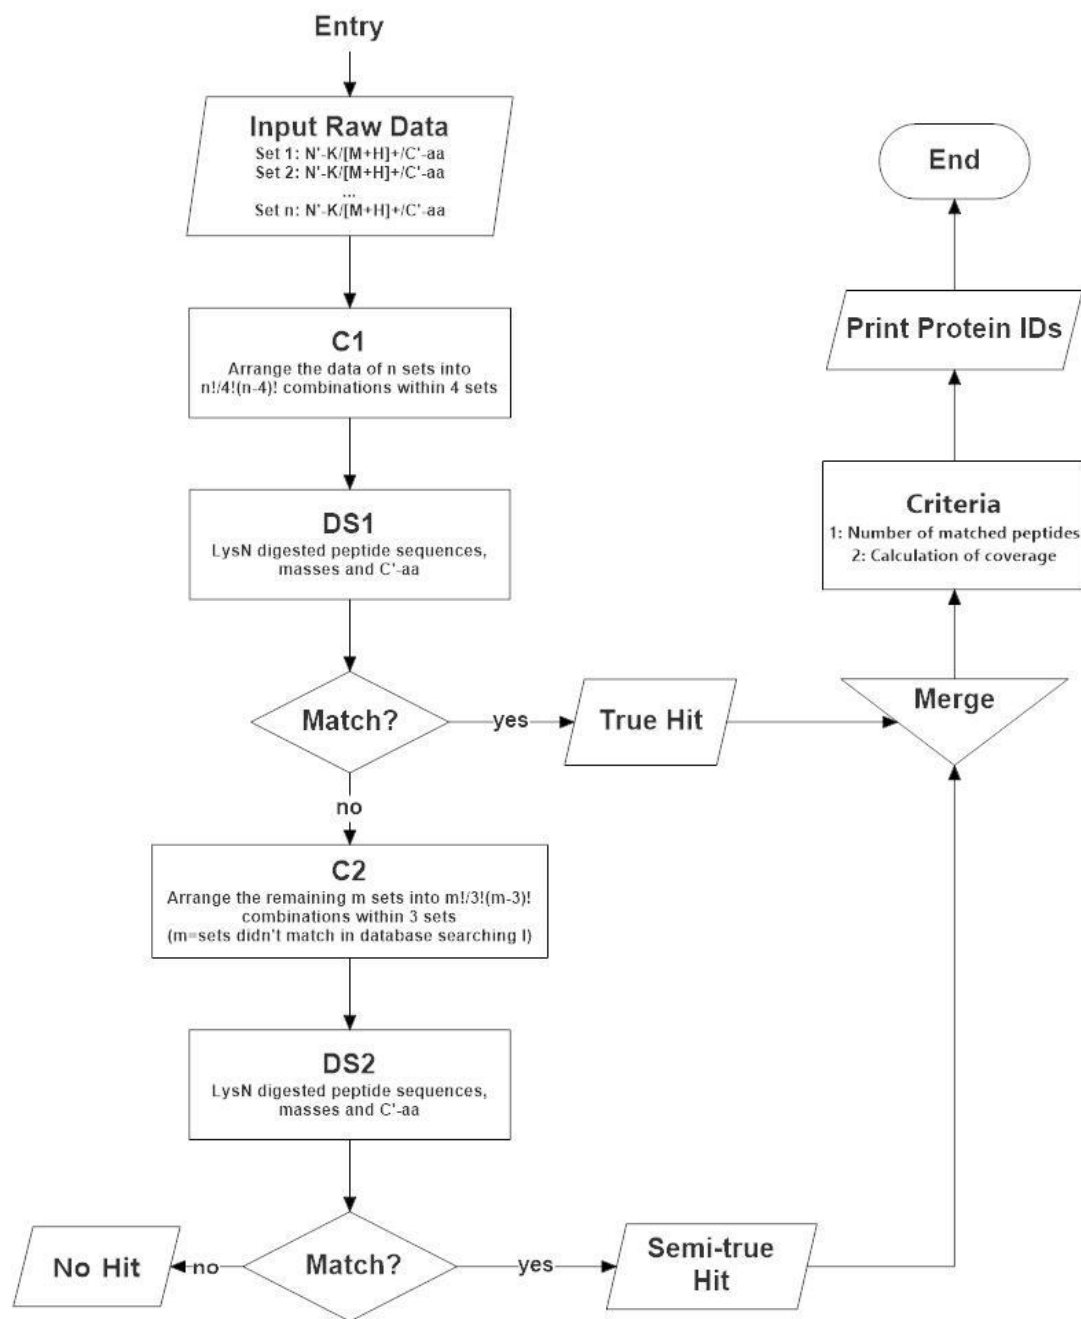 Entry
Input Raw Data
Set 1: N'-K/[M+H]+/C'-aa
Set 2: N'-K/[M+H]+/C'-aa
...
Set n: N'-K/[M+H]+/C'-aa
C1
Arrange the data of n sets into
n!/4!(n-4)! combinations within 4 sets
DS1
LysN digested peptide sequences,
masses and C'-aa
Match?
yes
True Hit
no
C2
Arrange the remaining m sets into m!/3!(m-3)!
combinations within 3 sets
(m=sets didn't match in database searching I)
DS2
LysN digested peptide sequences,
masses and C'-aa
Match?
no
No Hit
yes
Semi-true
Hit
Merge
Criteria
1: Number of matched peptides
2: Calculation of coverage
Print Protein IDs
End